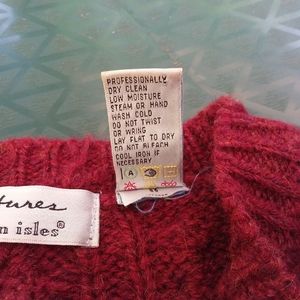 PROFESSIONALLY
DRY CLEAN
LOW MOISTURE
STEAM OR HAND
WASH COLD
DO NOT TWIST
OR WRING
LAY FLAT TO DRY
DO NOT BLEACH
COOL IRON IF
NECESSARY
A
tures
n isles®